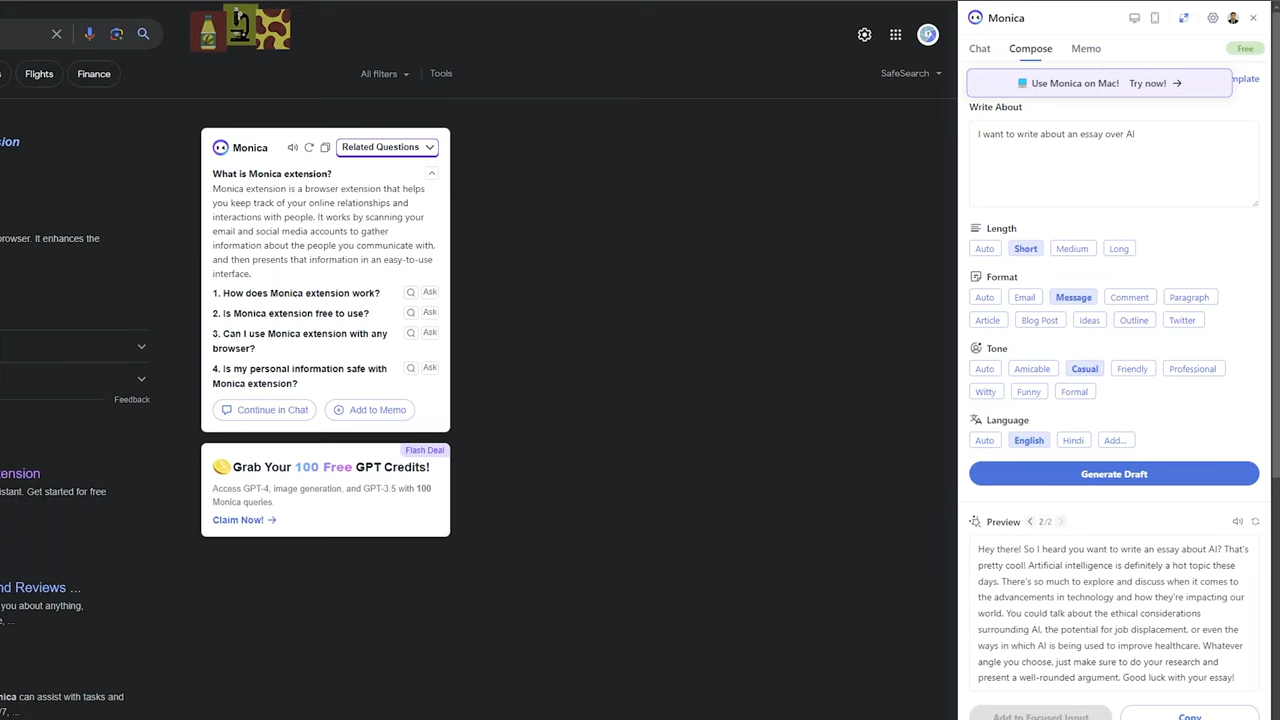 Flights
Finance
All filters
Tools
SafeSearch
sion
browser. It enhances the
Feedback
ension
istant. Get started for free
nd Reviews ...
you about anything,
e, ...
nica can assist with tasks and
/7, ...
Monica
Related Questions
What is Monica extension?
Monica extension is a browser extension that helps
you keep track of your online relationships and
interactions with people. It works by scanning your
email and social media accounts to gather
information about the people you communicate with,
and then presents that information in an easy-to-use
interface.
1. How does Monica extension work?
Ask
2. Is Monica extension free to use?
Ask
3. Can I use Monica extension with any
browser?
Ask
4. Is my personal information safe with
Monica extension?
Ask
Continue in Chat
Add to Memo
Flash Deal
Grab Your 100 Free GPT Credits!
Access GPT-4, image generation, and GPT-3.5 with 100
Monica queries.
Claim Now! →
Monica
Chat
Compose
Memo
Free
Use Monica on Mac! Try now! →
mplate
Write About
I want to write about an essay over AI
Length
Auto
Short
Medium
Long
Format
Auto
Email
Message
Comment
Paragraph
Article
Blog Post
Ideas
Outline
Twitter
Tone
Auto
Amicable
Casual
Friendly
Professional
Witty
Funny
Formal
Language
Auto
English
Hindi
Add...
Generate Draft
Preview
2/2
Hey there! So I heard you want to write an essay about AI? That's
pretty cool! Artificial intelligence is definitely a hot topic these
days. There's so much to explore and discuss when it comes to
the advancements in technology and how they're impacting our
world. You could talk about the ethical considerations
surrounding AI, the potential for job displacement, or even the
ways in which AI is being used to improve healthcare. Whatever
angle you choose, just make sure to do your research and
present a well-rounded argument. Good luck with your essay!
Add to Focused Input
Copy